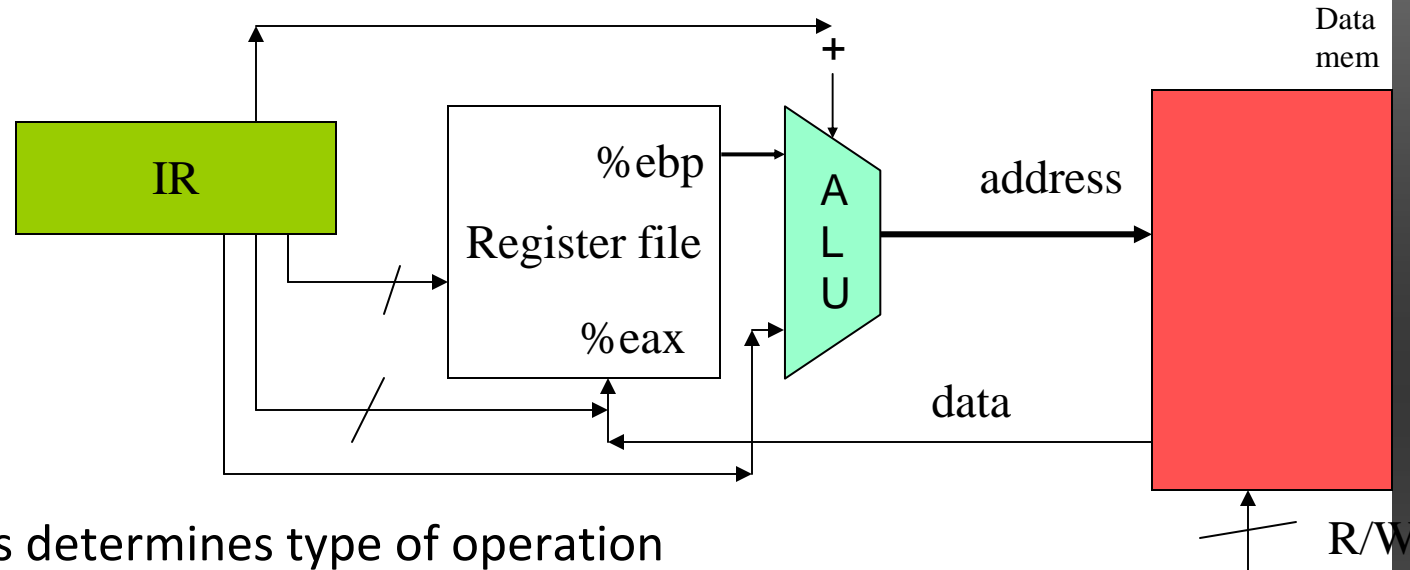 Data
mem
+
IR
%ebp
A
L
U
address
Register file
%eax
data
s determines type of operation
R/W